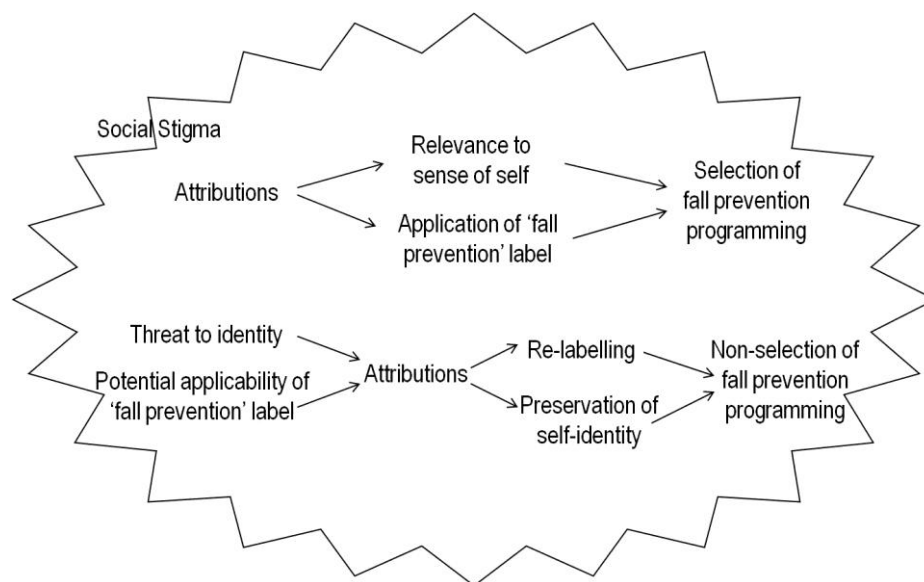 Social Stigma
Relevance to
sense of self
Attributions
Application of ‘fall
prevention’ label
Selection of
fall prevention
programming
Threat to identity
Potential applicability of
‘fall prevention’ label
Attributions
Re-labelling
Preservation of
self-identity
Non-selection of
fall prevention
programming